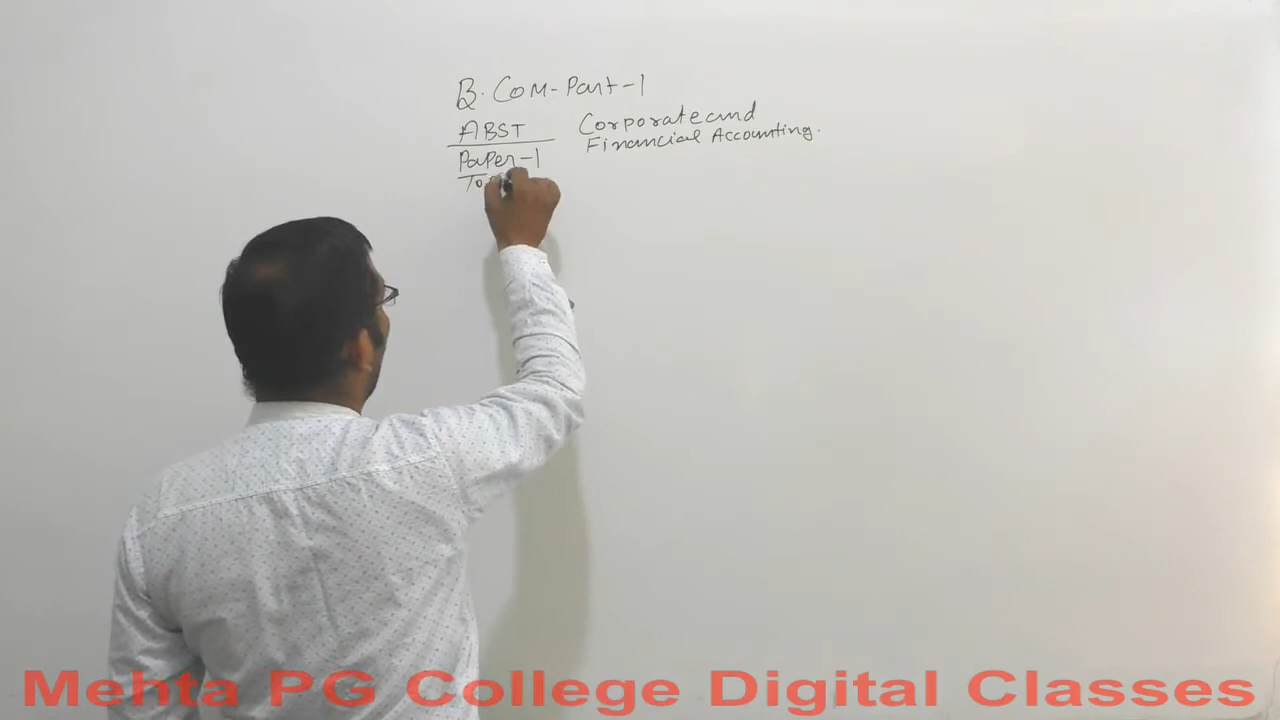 B. Com - Part - 1
ABST
Corporate and
Financial Accounting.
Paper - 1
Mehta PG College Digital Classes